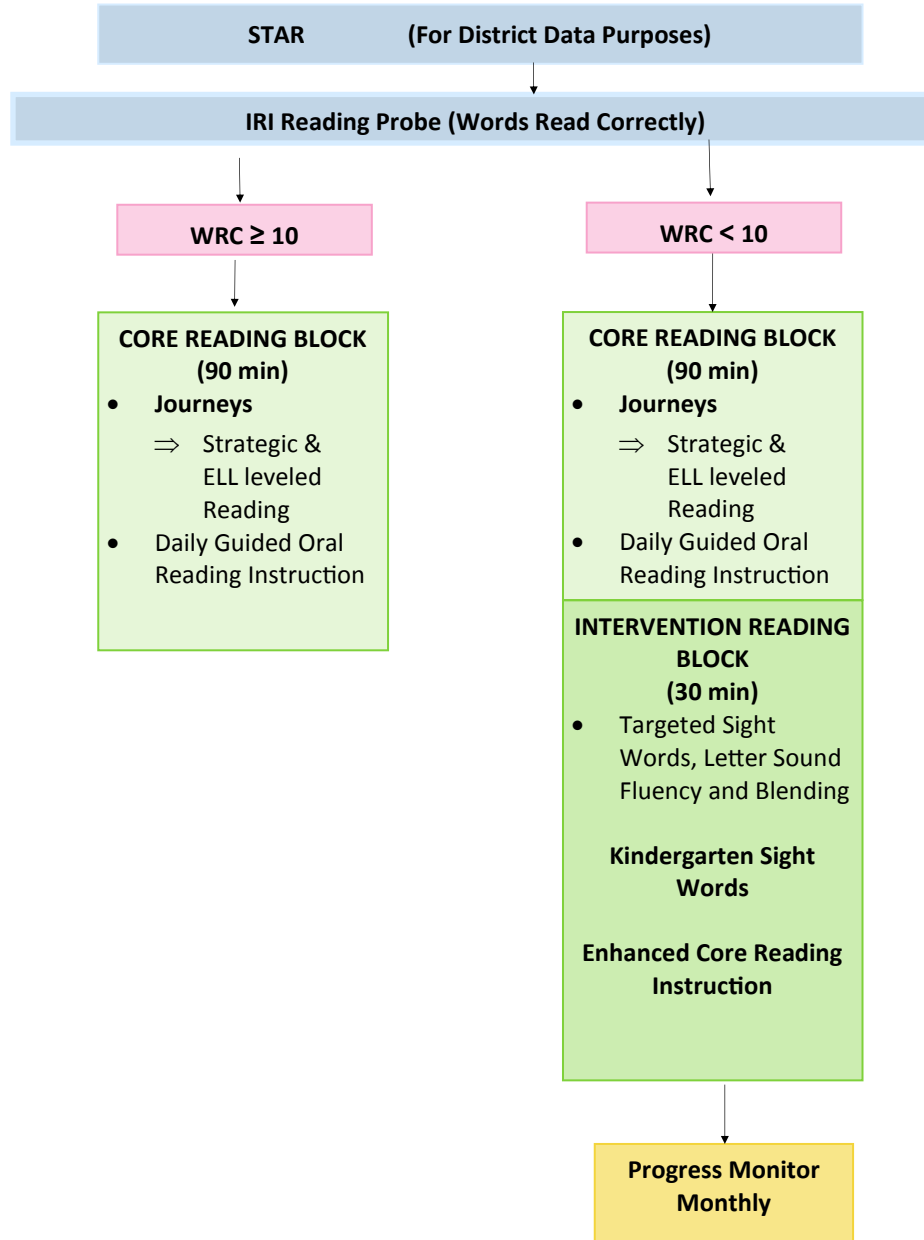 STAR (For District Data Purposes)
IRI Reading Probe (Words Read Correctly)
WRC ≥ 10
CORE READING BLOCK
(90 min)
• Journeys
⇒ Strategic &
ELL leveled
Reading
• Daily Guided Oral
Reading Instruction
WRC < 10
CORE READING BLOCK
(90 min)
• Journeys
⇒ Strategic &
ELL leveled
Reading
• Daily Guided Oral
Reading Instruction
INTERVENTION READING
BLOCK
(30 min)
• Targeted Sight
Words, Letter Sound
Fluency and Blending
Kindergarten Sight
Words
Enhanced Core Reading
Instruction
Progress Monitor
Monthly